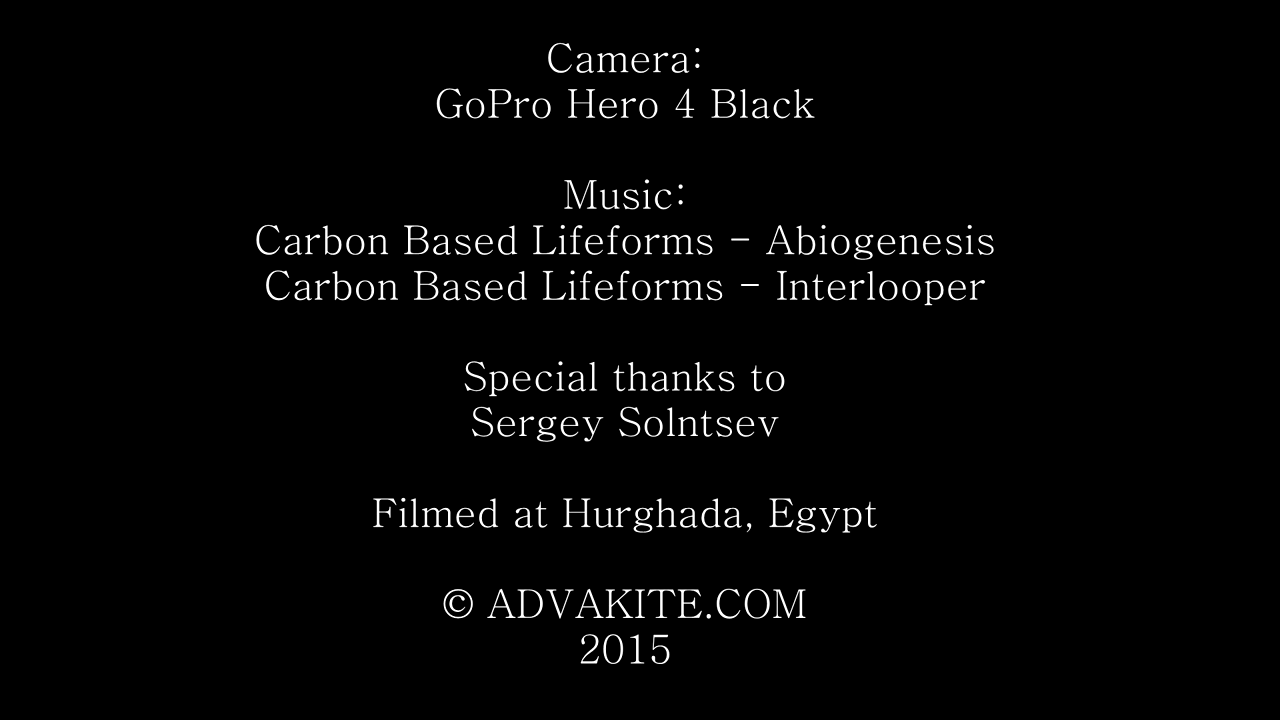 Camera:
GoPro Hero 4 Black
Music:
Carbon Based Lifeforms - Abiogenesis
Carbon Based Lifeforms - Interlooper
Special thanks to
Sergey Solntsev
Filmed at Hurghada, Egypt
© ADVAKITE.COM
2015